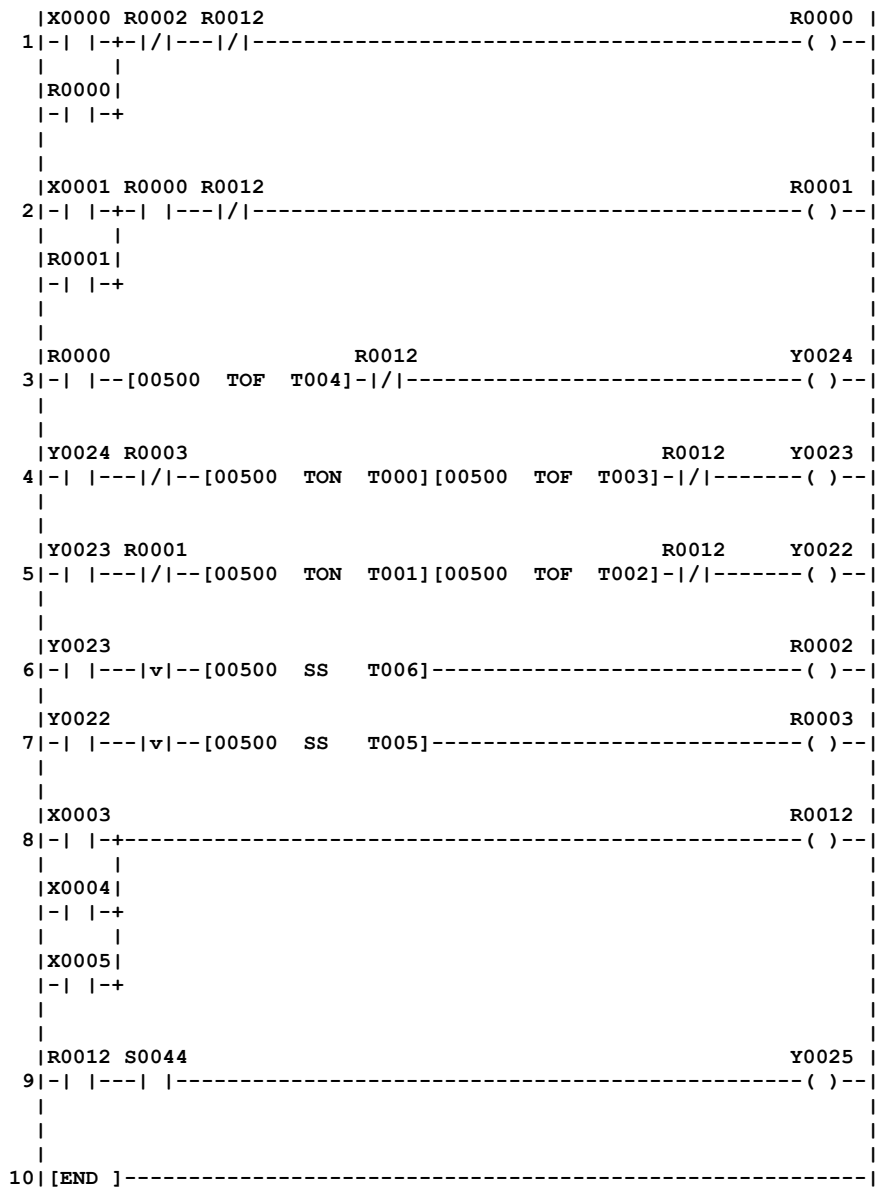 |X0000 R0002 R0012                                         R0000 |
1|-| |-+-|/|---|/|-------------------------------------------( )--|
|     |                                                          |
|R0000|                                                          |
|-| |-+                                                          |
|                                                                |
|                                                                |
|X0001 R0000 R0012                                         R0001 |
2|-| |-+-| |---|/|-------------------------------------------( )--|
|     |                                                          |
|R0001|                                                          |
|-| |-+                                                          |
|                                                                |
|                                                                |
|R0000                   R0012                             Y0024 |
3|-| |--[00500  TOF  T004]-|/|-------------------------------( )--|
|                                                                |
|                                                                |
|Y0024 R0003                                     R0012     Y0023 |
4|-| |---|/|--[00500  TON  T000][00500  TOF  T003]-|/|-------( )--|
|                                                                |
|                                                                |
|Y0023 R0001                                     R0012     Y0022 |
5|-| |---|/|--[00500  TON  T001][00500  TOF  T002]-|/|-------( )--|
|                                                                |
|                                                                |
|Y0023                                                     R0002 |
6|-| |---|v|--[00500  SS   T006]-----------------------------( )--|
|                                                                |
|Y0022                                                     R0003 |
7|-| |---|v|--[00500  SS   T005]-----------------------------( )--|
|                                                                |
|                                                                |
|X0003                                                     R0012 |
8|-| |-+-----------------------------------------------------( )--|
|     |                                                          |
|X0004|                                                          |
|-| |-+                                                          |
|     |                                                          |
|X0005|                                                          |
|-| |-+                                                          |
|                                                                |
|                                                                |
|R0012 S0044                                               Y0025 |
9|-| |---| |-------------------------------------------------( )--|
|                                                                |
|                                                                |
|                                                                |
10|[END ]----------------------------------------------------------|